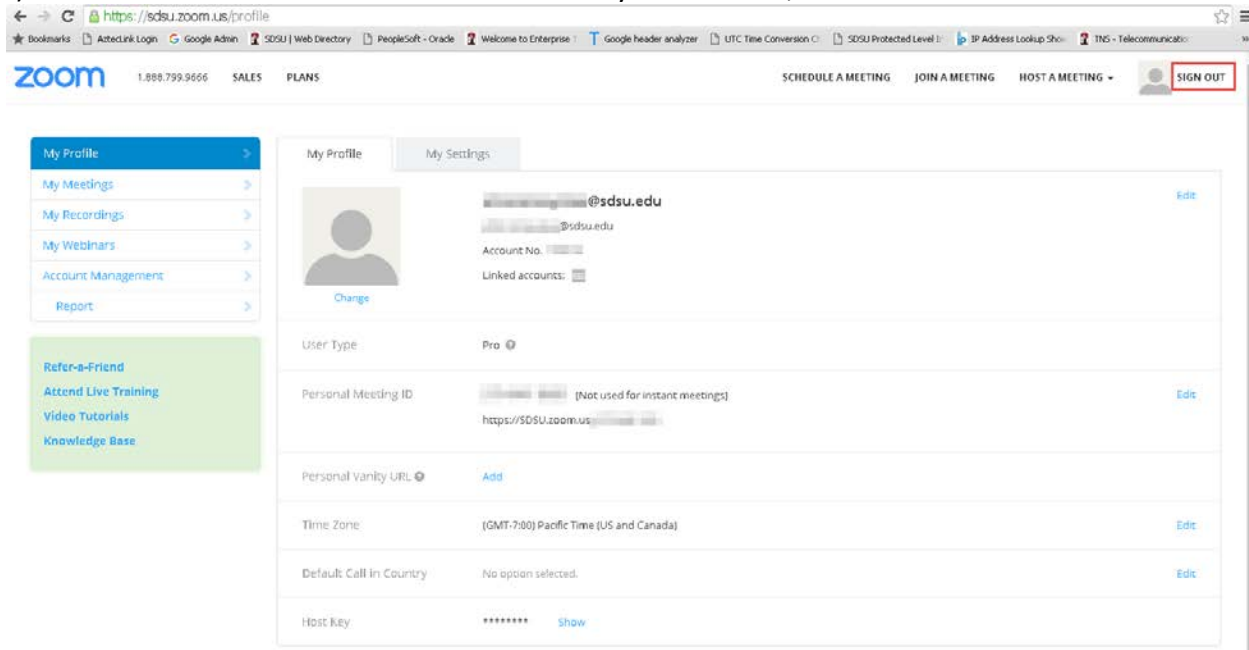 https://sdsu.zoom.us/profile
Bookmarks AztecLink Login Google Admin SDSU | Web Directory PeopleSoft - Oracle Welcome to Enterprise T Google header analyzer UTC Time Conversion C SDSU Protected Level IP Address Lookup Sho TNS - Telecommunicatio
zoom 1.888.799.9666 SALES PLANS SCHEDULE A MEETING JOIN A MEETING HOST A MEETING SIGN OUT
My Profile
My Meetings
My Recordings
My Webinars
Account Management
Report
Refer-a-Friend
Attend Live Training
Video Tutorials
Knowledge Base
My Profile My Settings
@sdsu.edu Edit
@sdsu.edu
Account No.
Linked accounts:
Change
User Type Pro
Personal Meeting ID (Not used for instant meetings) Edit
https://SDSU.zoom.us
Personal Vanity URL Add
Time Zone (GMT-7:00) Pacific Time (US and Canada) Edit
Default Call in Country No option selected. Edit
Host Key ******** Show